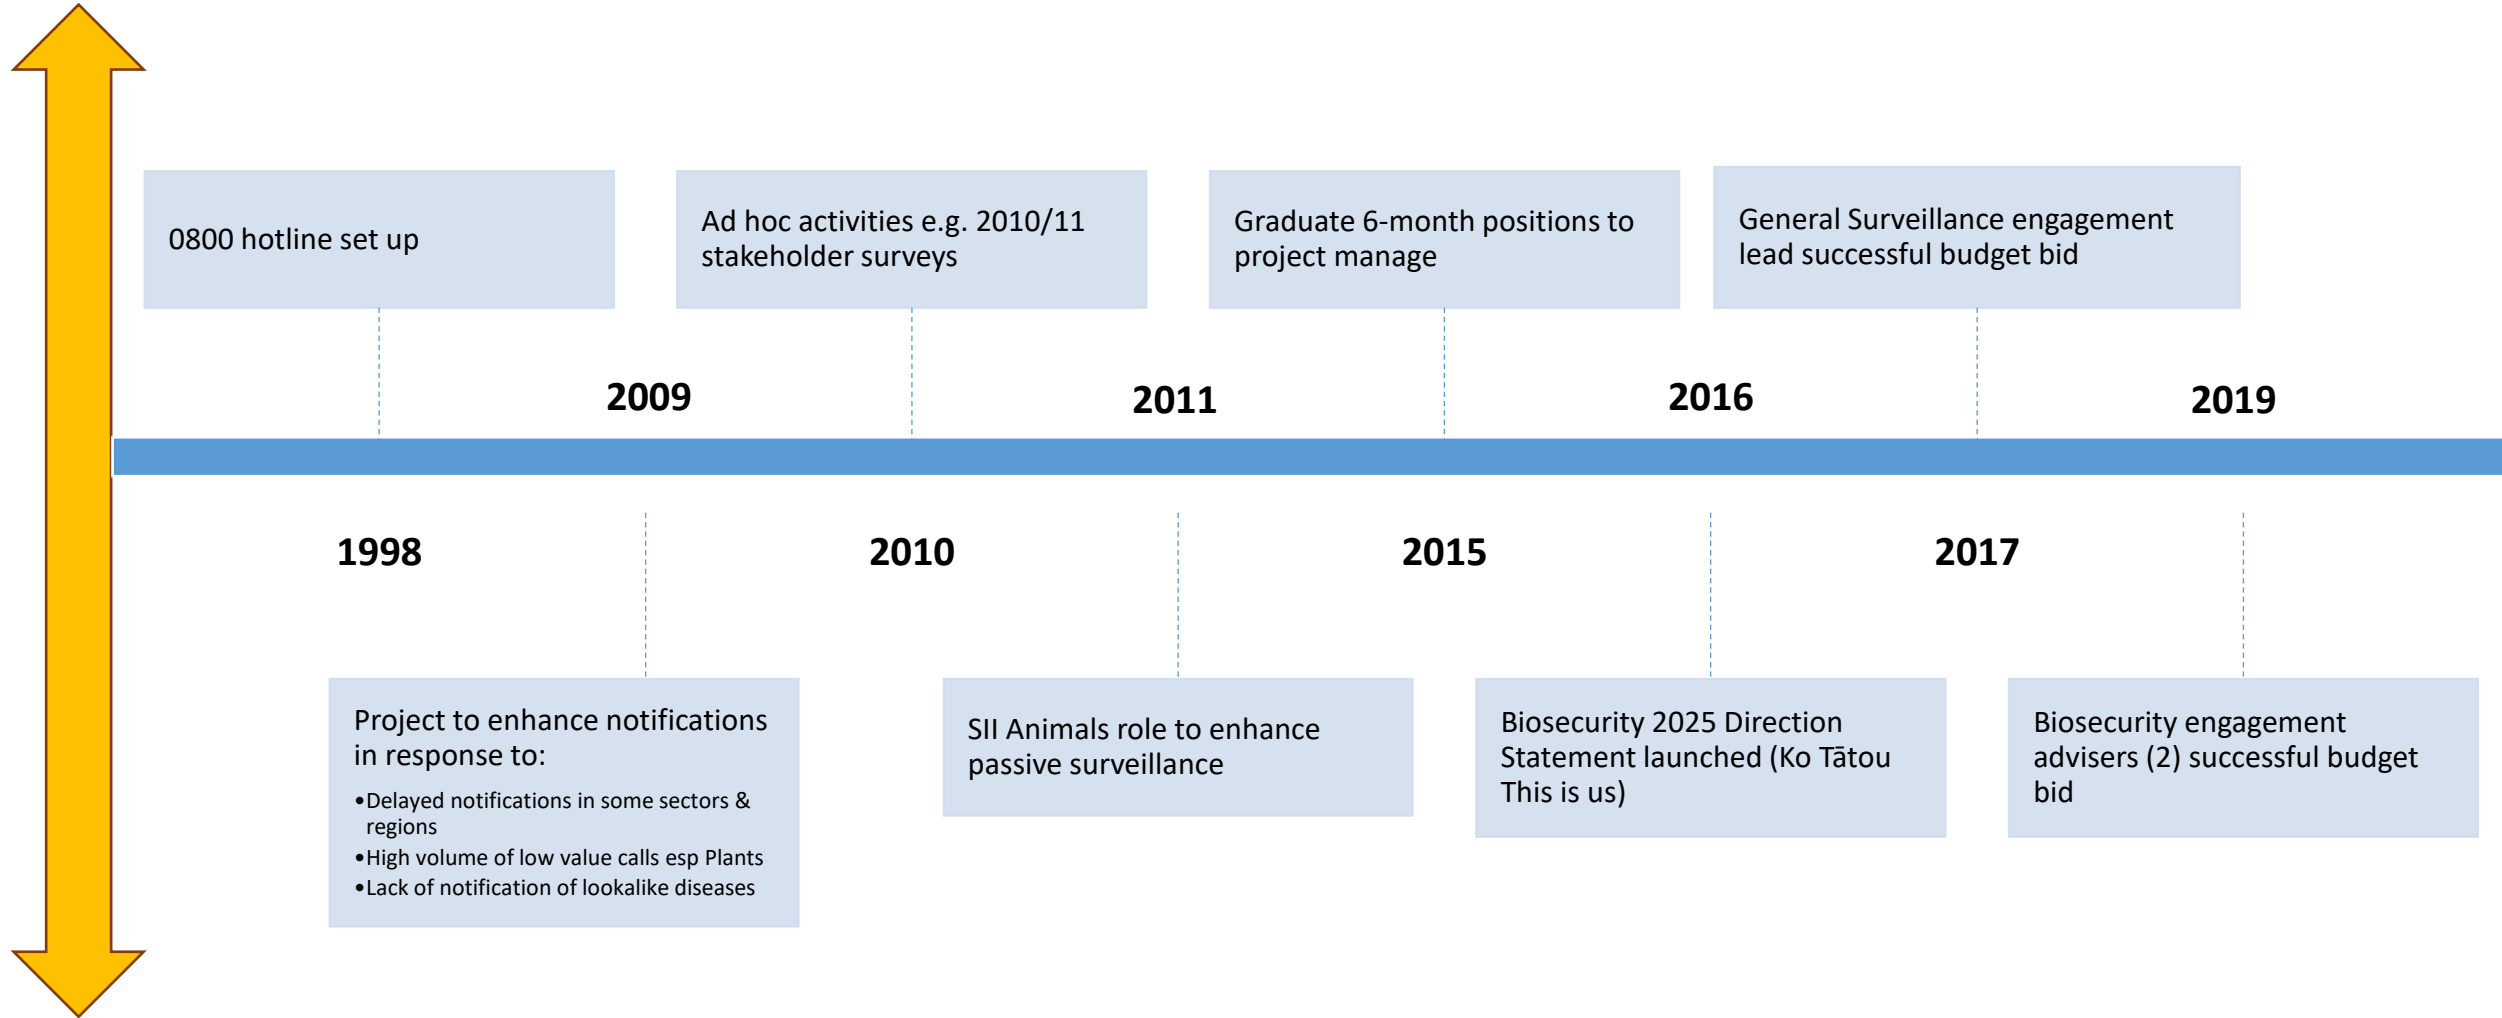 0800 hotline set up
Ad hoc activities e.g. 2010/11
stakeholder surveys
Graduate 6-month positions to
project manage
General Surveillance engagement
lead successful budget bid
2009
2011
2016
2019
1998
2010
2015
2017
Project to enhance notifications
in response to:
•Delayed notifications in some sectors &
regions
•High volume of low value calls esp Plants
•Lack of notification of lookalike diseases
SII Animals role to enhance
passive surveillance
Biosecurity 2025 Direction
Statement launched (Ko Tātou
This is us)
Biosecurity engagement
advisers (2) successful budget
bid